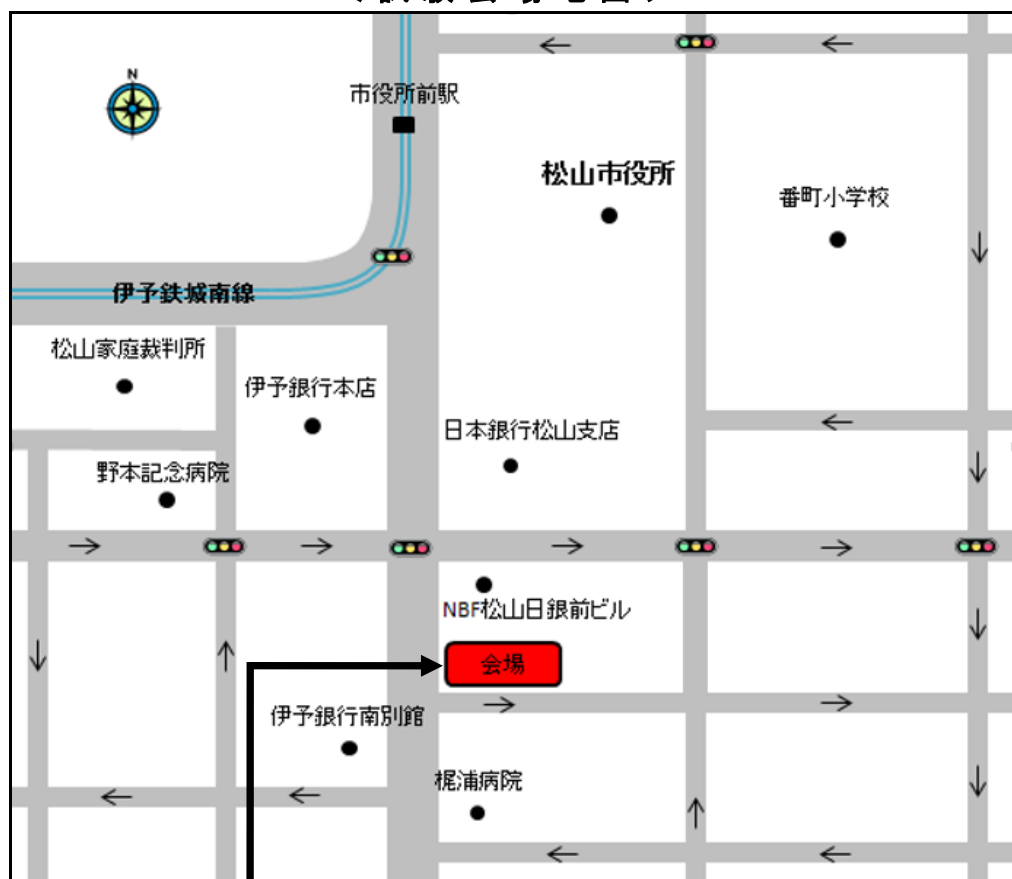 N
市役所前駅
松山市役所
番町小学校
伊予鉄城南線
松山家庭裁判所
伊予銀行本店
日本銀行松山支店
野本記念病院
NBF松山日銀前ビル
会場
伊予銀行南別館
梶浦病院